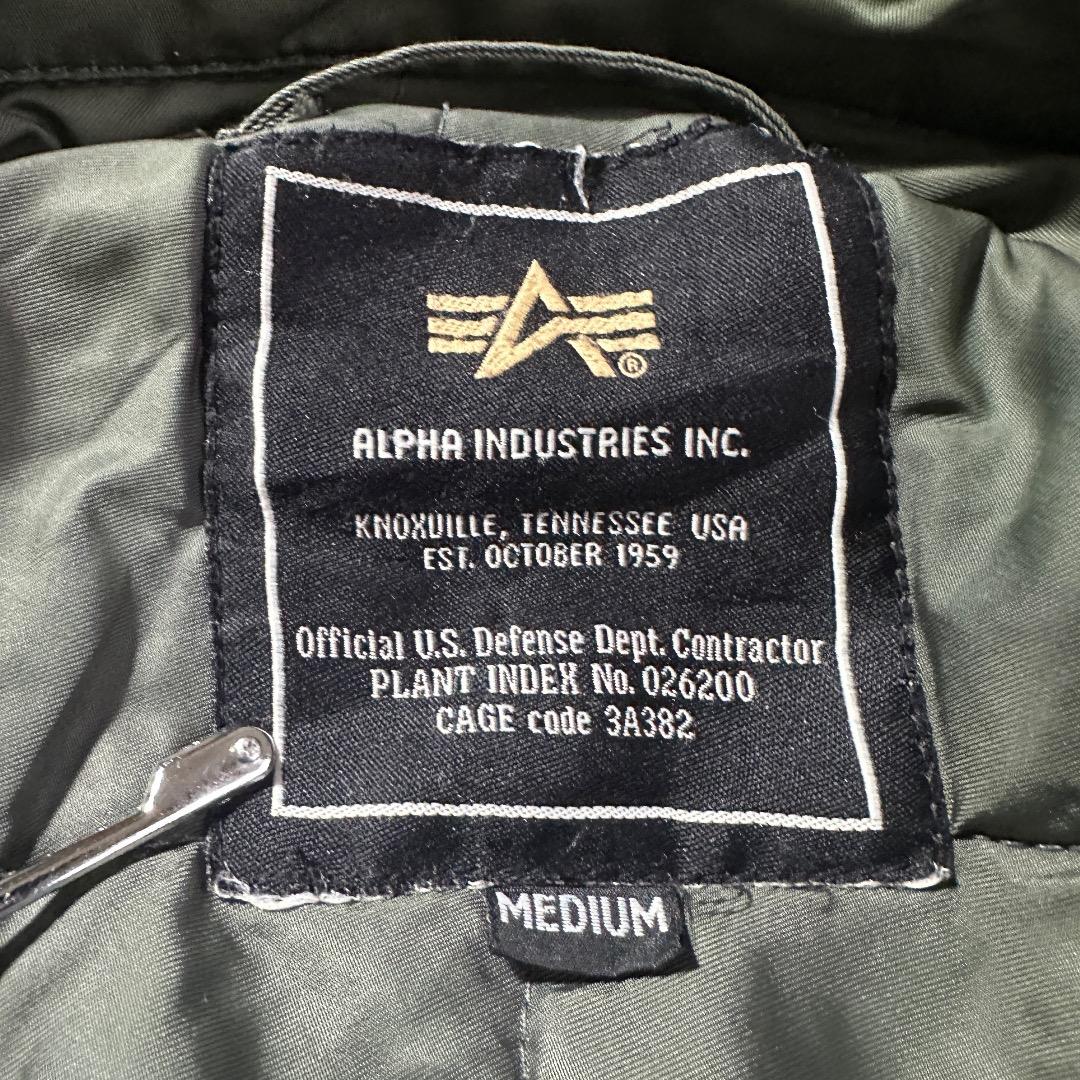 ®
ALPHA INDUSTRIES INC.
KNOXVILLE, TENNESSEE USA
EST. OCTOBER 1959
Official U.S. Defense Dept. Contractor
PLANT INDEX No. 026200
CAGE code 3A382
MEDIUM